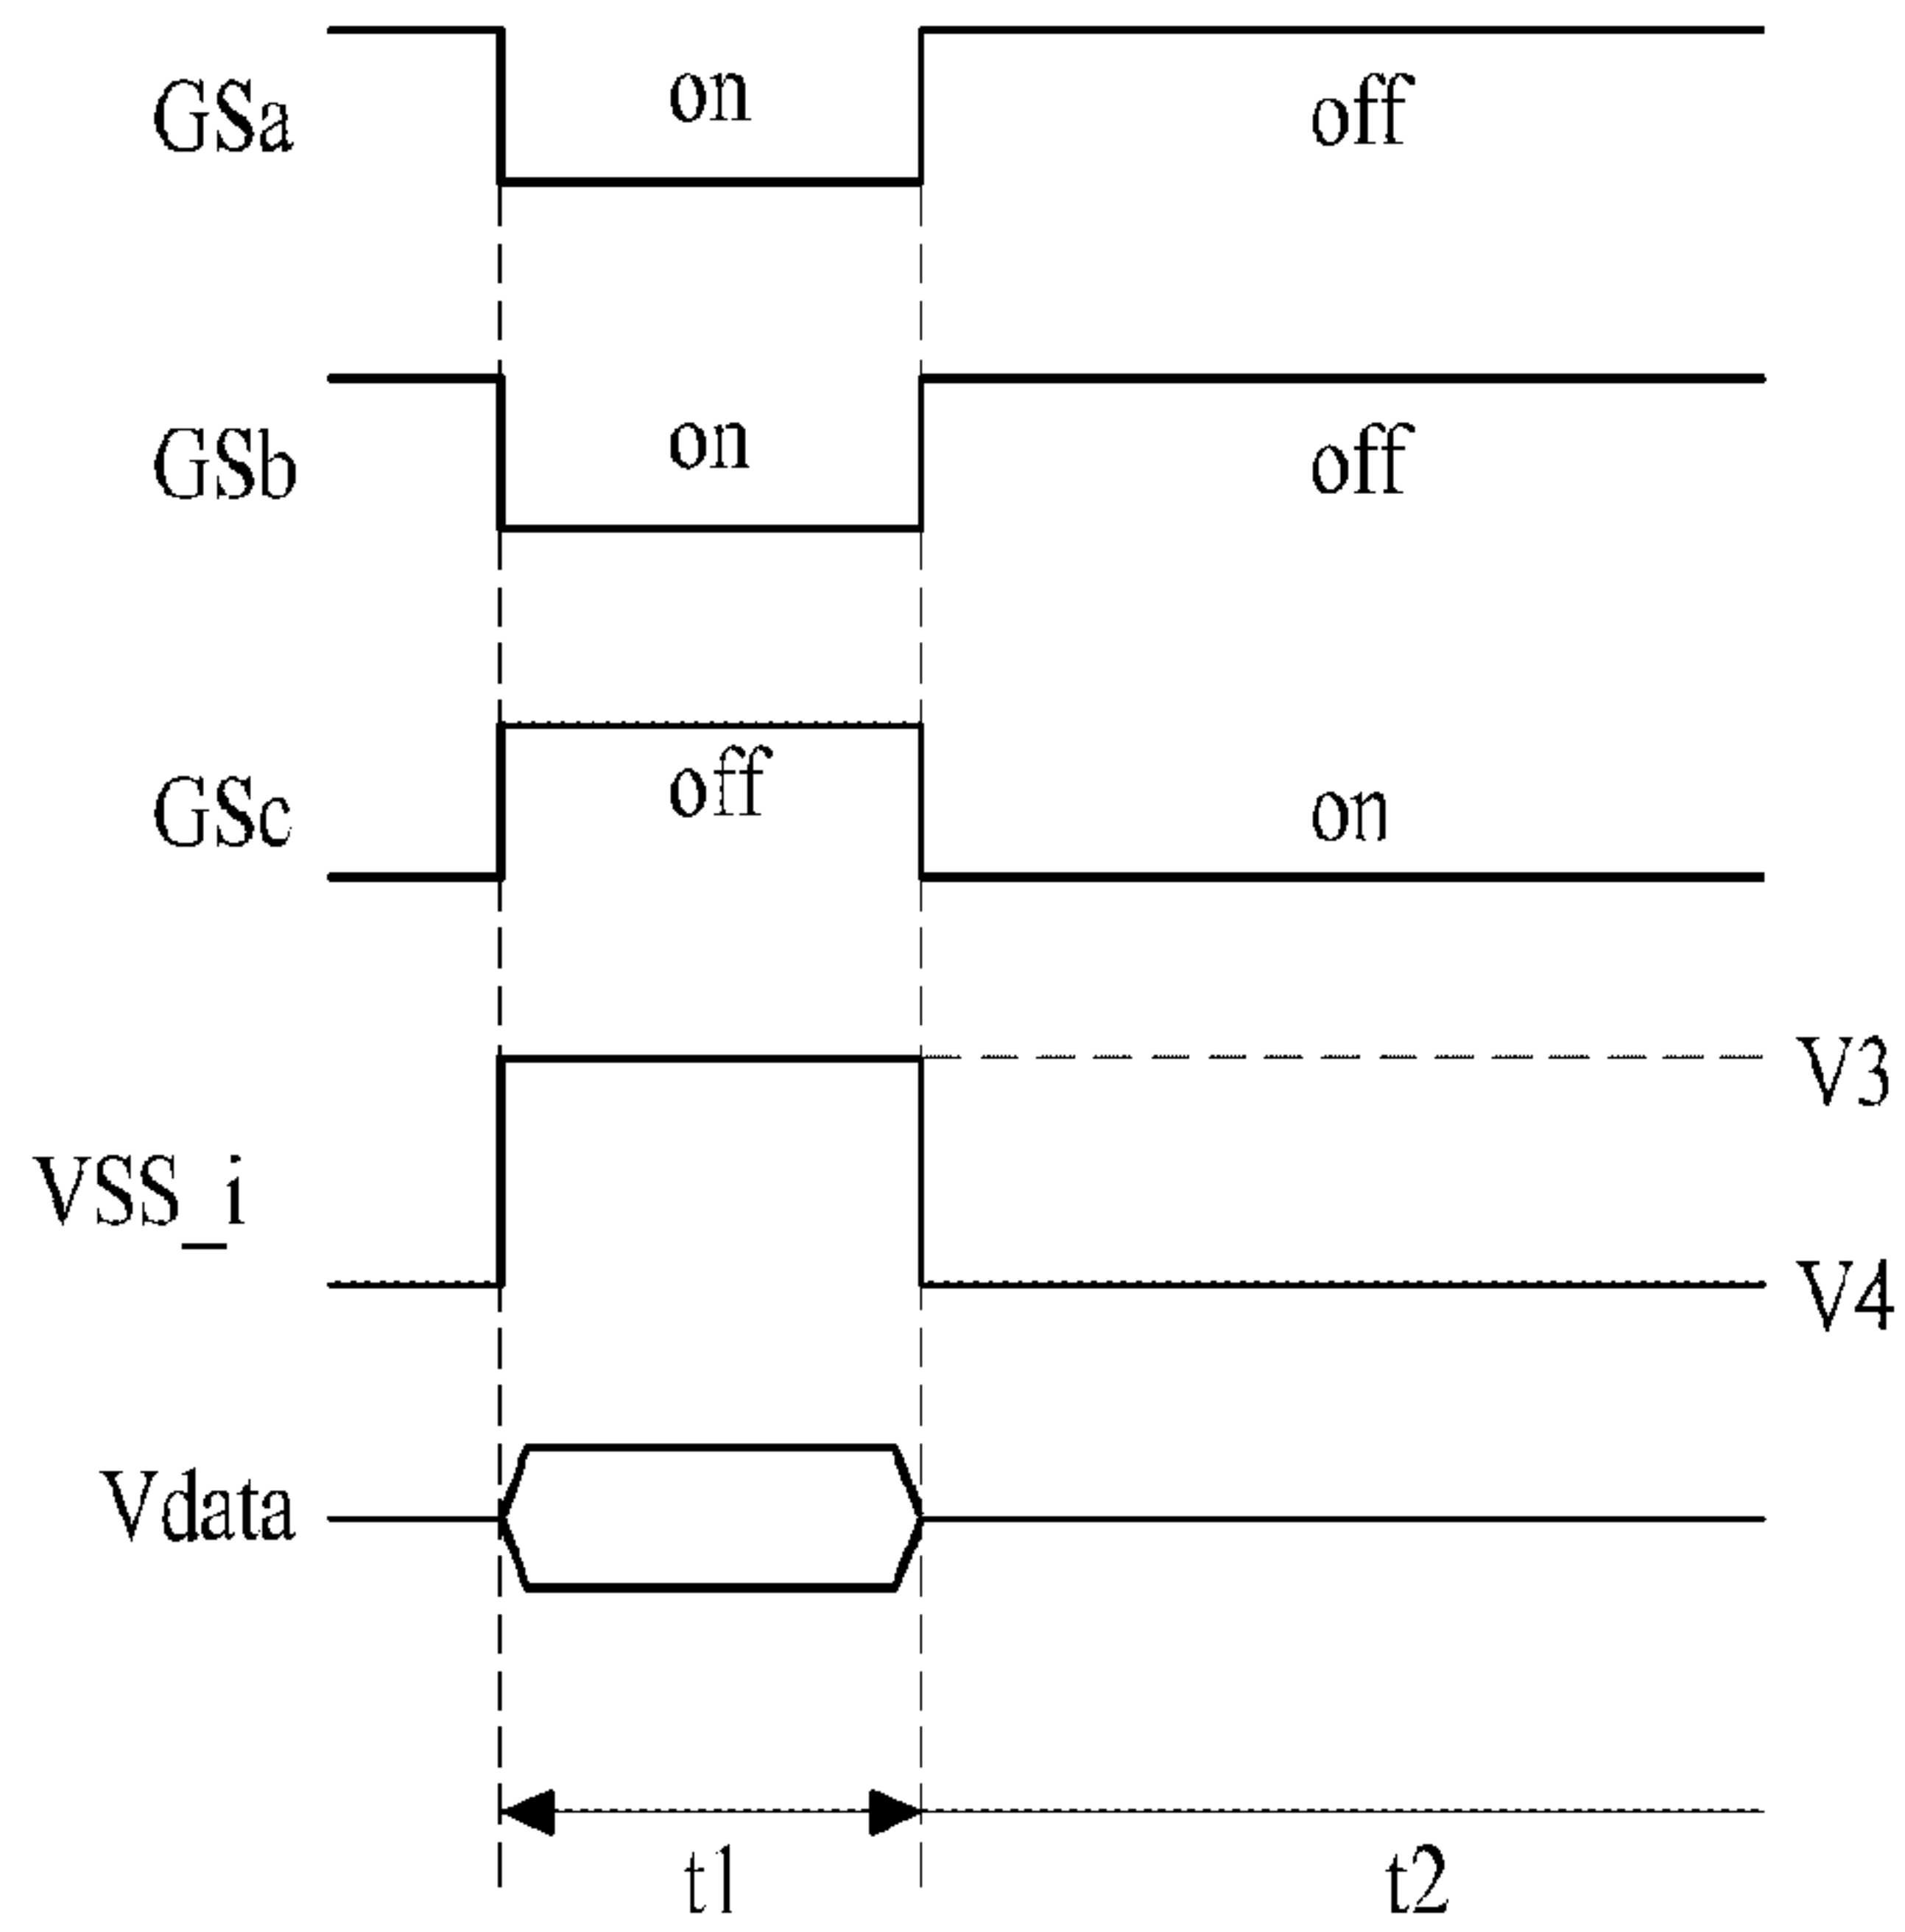 GSa on off
GSb on off
GSc off on
V3
VSS_i
V4
Vdata
t1 t2